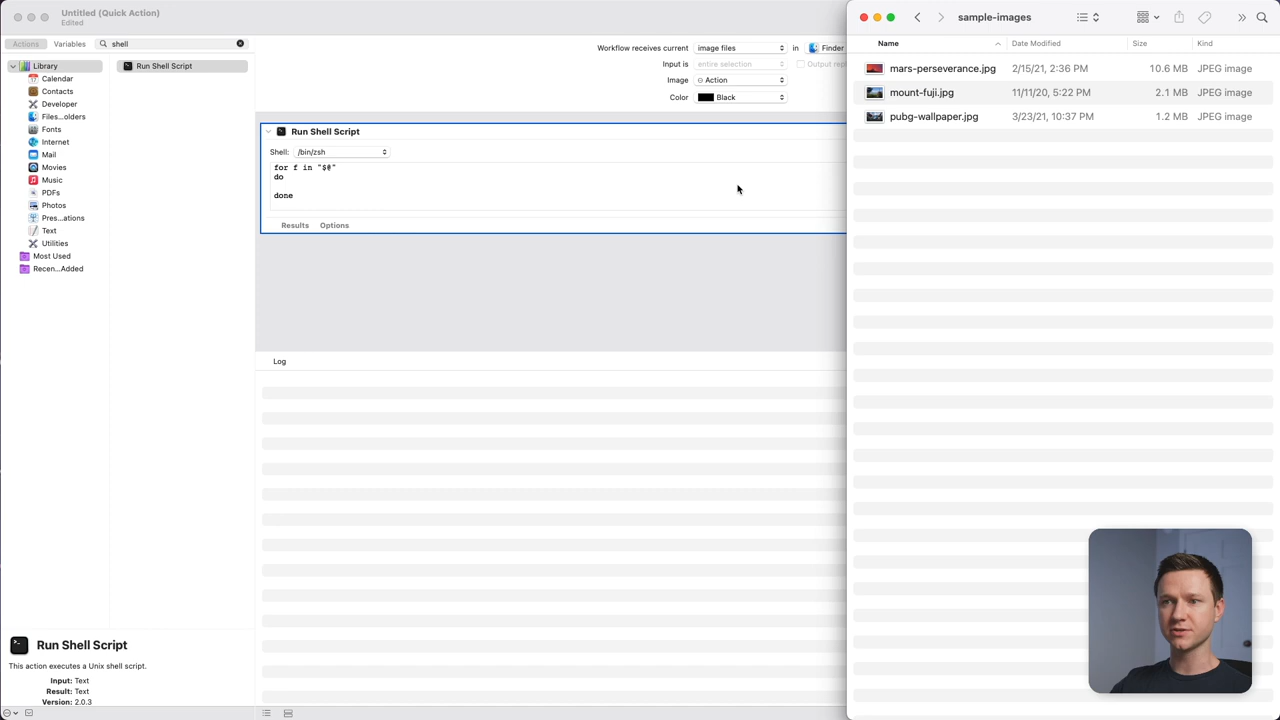 Untitled (Quick Action)
Edited
Actions
Variables
shell
Library
Calendar
Contacts
Developer
Files...olders
Fonts
Internet
Mail
Movies
Music
PDFs
Photos
Pres...ations
Text
Utilities
Most Used
Recen...Added
Run Shell Script
Run Shell Script
This action executes a Unix shell script.
Input: Text
Result: Text
Version: 2.0.3
Workflow receives current image files in Finder
Input is entire selection
Image Action
Color Black
Run Shell Script
Shell: /bin/zsh
for f in "$@"
do
done
Results Options
Log
sample-images
Name Date Modified Size Kind
mars-perseverance.jpg 2/15/21, 2:36 PM 10.6 MB JPEG image
mount-fuji.jpg 11/11/20, 5:22 PM 2.1 MB JPEG image
pubg-wallpaper.jpg 3/23/21, 10:37 PM 1.2 MB JPEG image